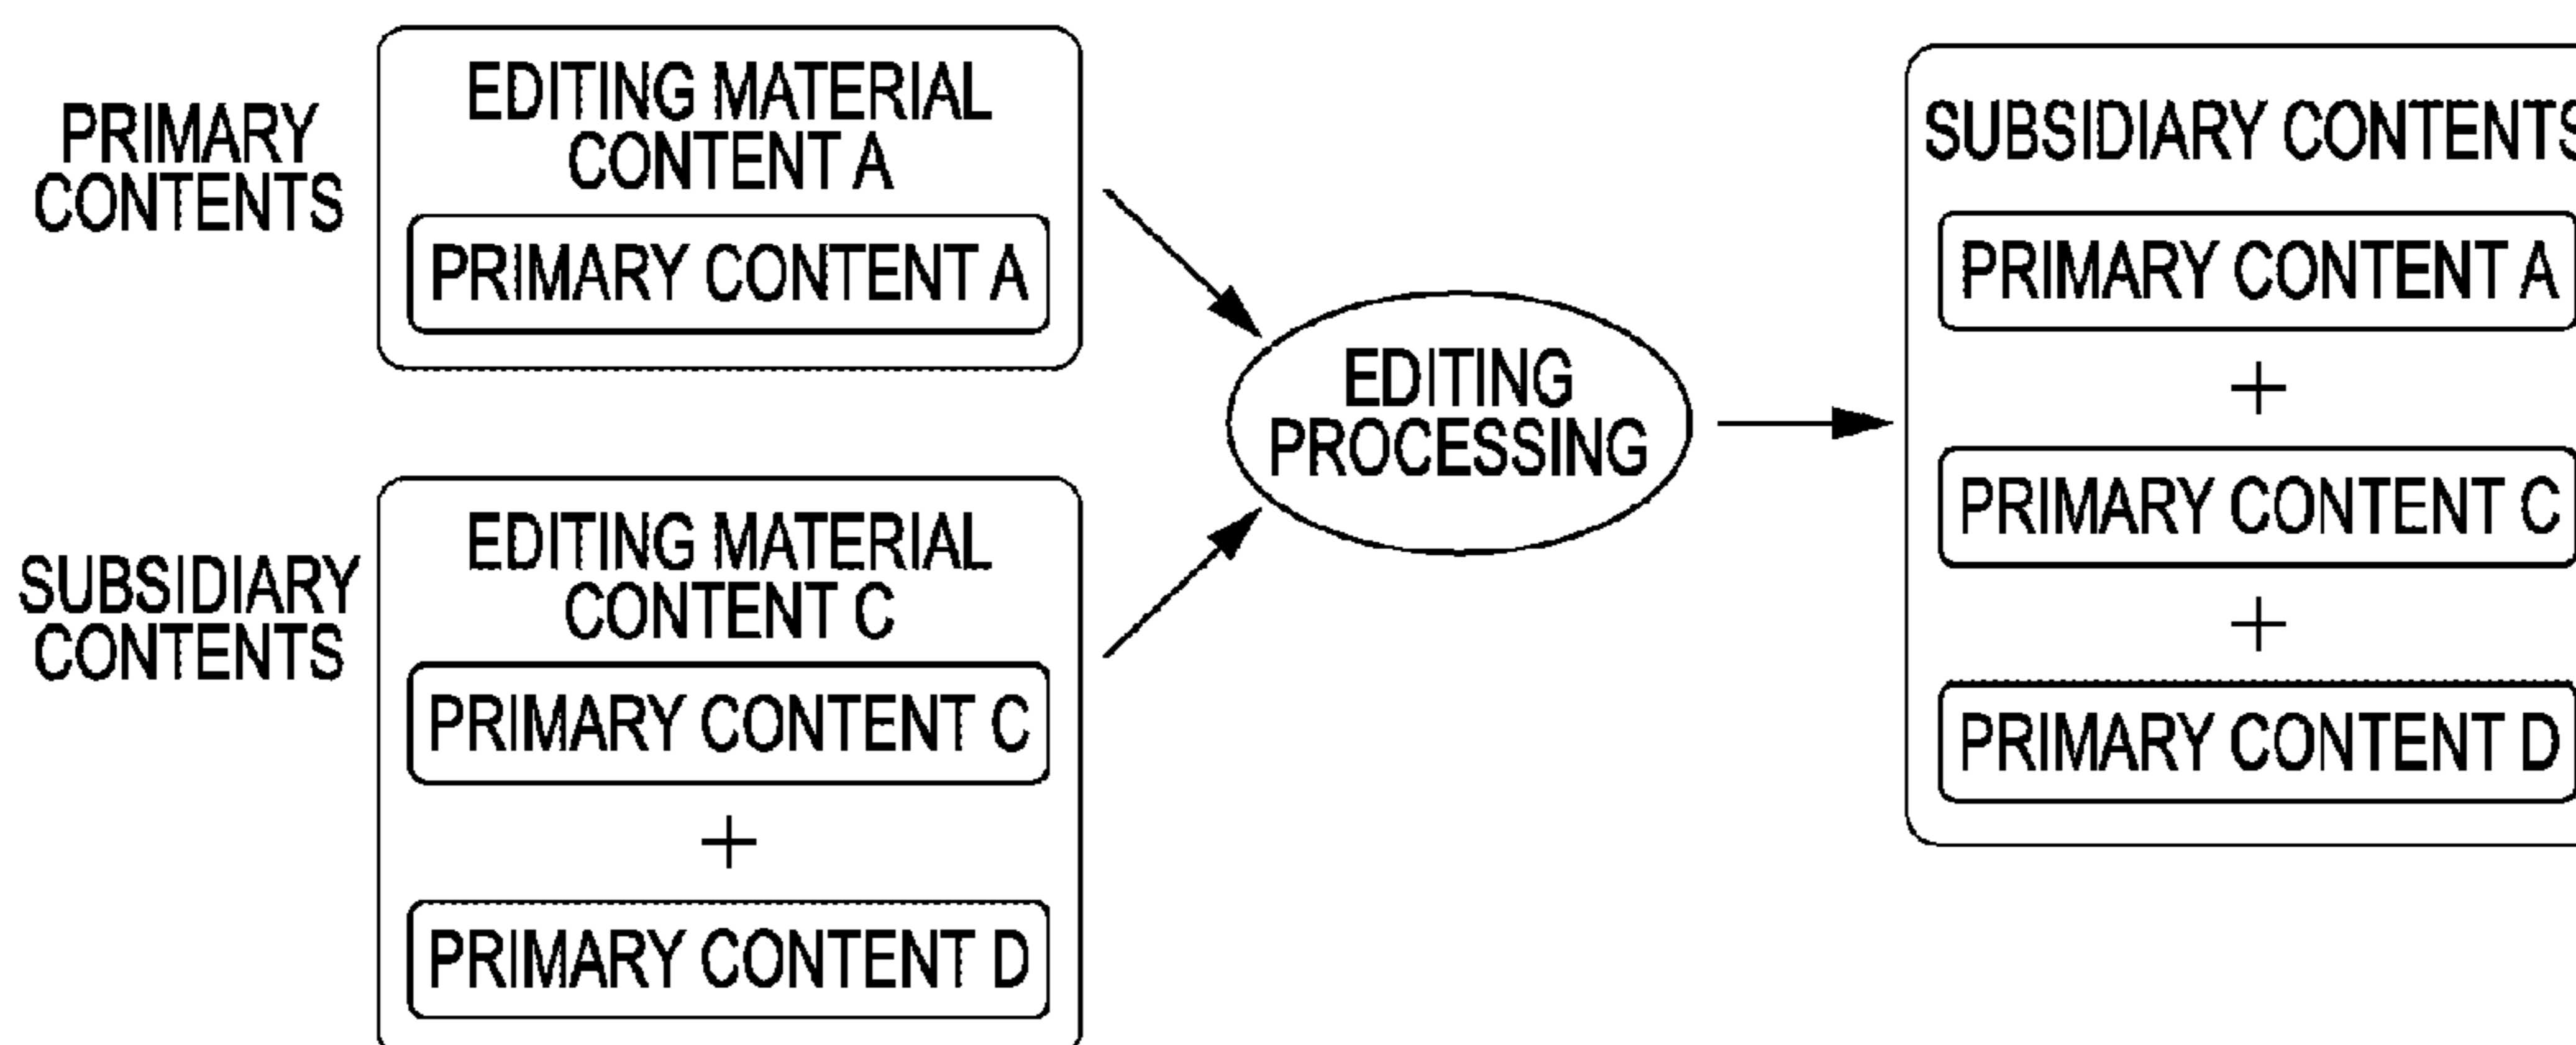 PRIMARY
CONTENTS
EDITING MATERIAL
CONTENT A
PRIMARY CONTENT A
SUBSIDIARY
CONTENTS
EDITING MATERIAL
CONTENT C
PRIMARY CONTENT C
+
PRIMARY CONTENT D
EDITING
PROCESSING
SUBSIDIARY CONTENTS
PRIMARY CONTENT A
+
PRIMARY CONTENT C
+
PRIMARY CONTENT D